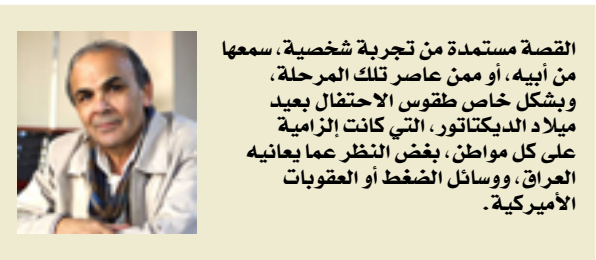 القصة مستمدة من تجربة شخصية، سمعها
من أبيه، أو ممن عاصر تلك المرحلة،
وبشكل خاص طقوس الاحتفال بعيد
ميلاد الديكتاتور، التي كانت إلزامية
على كل مواطن، بغض النظر عما يعانيه
العراق، ووسائل الضغط أو العقوبات
الأميركية.